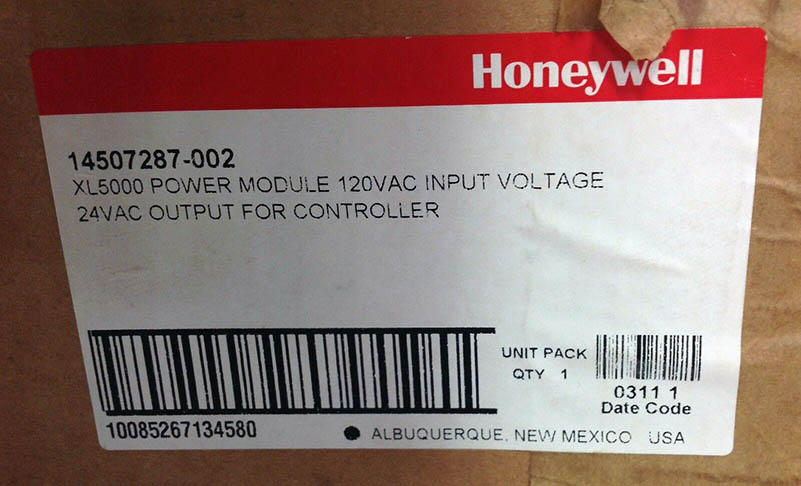 Honeywell
14507287-002
XL5000 POWER MODULE 120VAC INPUT VOLTAGE
24VAC OUTPUT FOR CONTROLLER
UNIT PACK
QTY 1
0311 1
Date Code
10085267134580
ALBUQUERQUE, NEW MEXICO USA